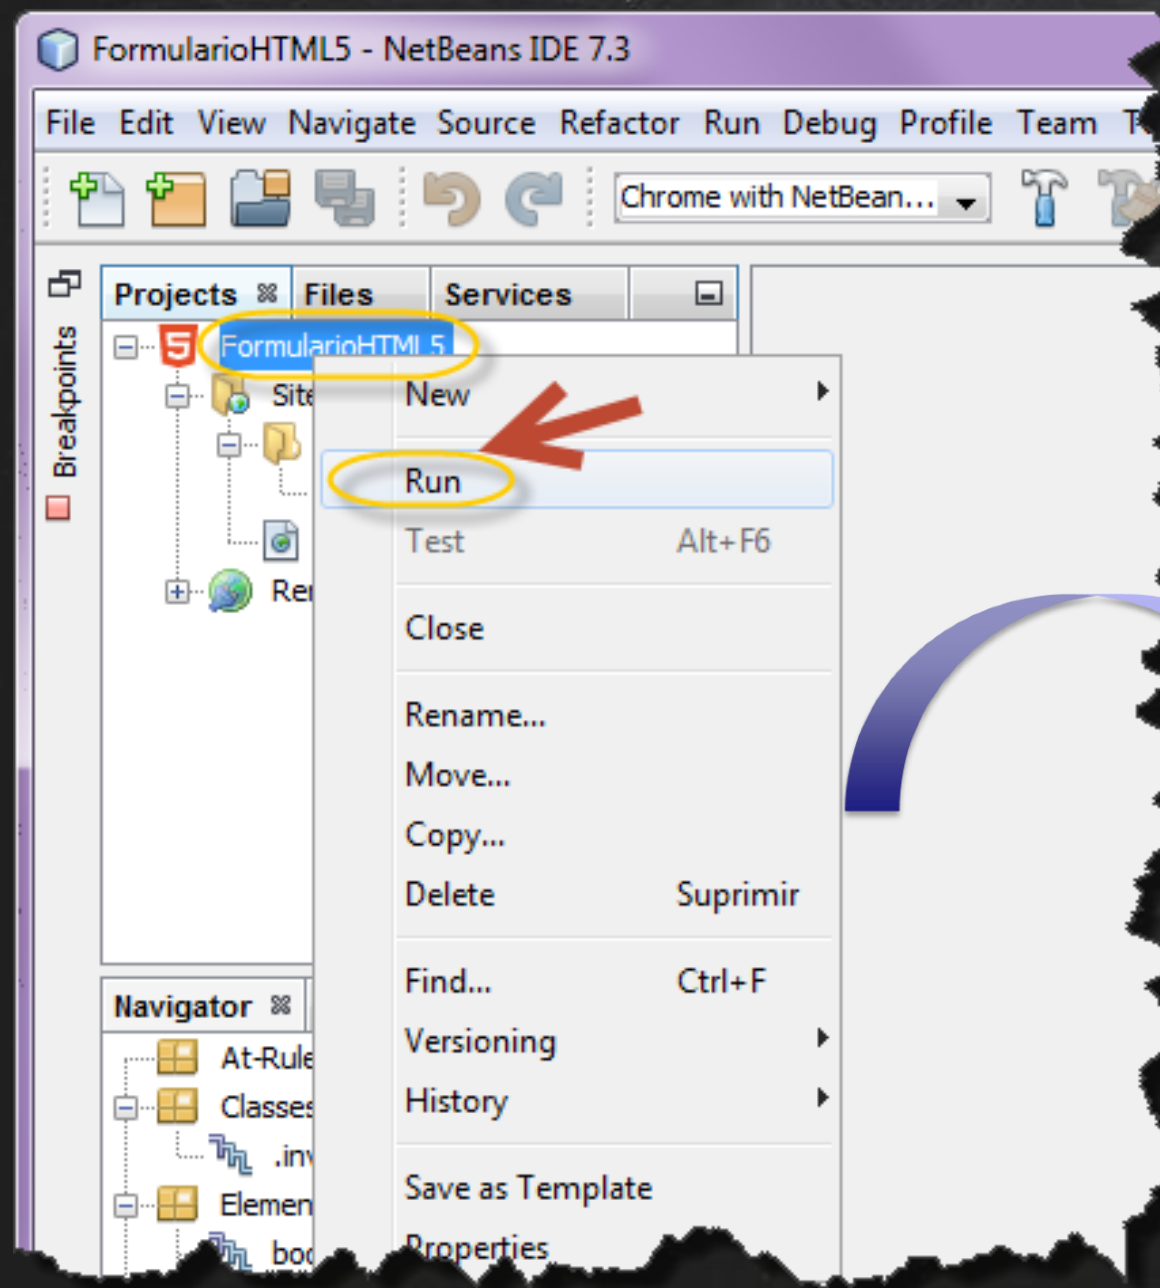 FormularioHTML5 - NetBeans IDE 7.3
File Edit View Navigate Source Refactor Run Debug Profile Team
Chrome with NetBean...
Projects Files Services
Breakpoints
5 FormularioHTML5
New
Run
Test Alt+F6
Close
Rename...
Move...
Copy...
Delete Suprimir
Find... Ctrl+F
Versioning
History
Save as Template
Properties
Navigator
At-Rule
Classes
.inv
Elemen